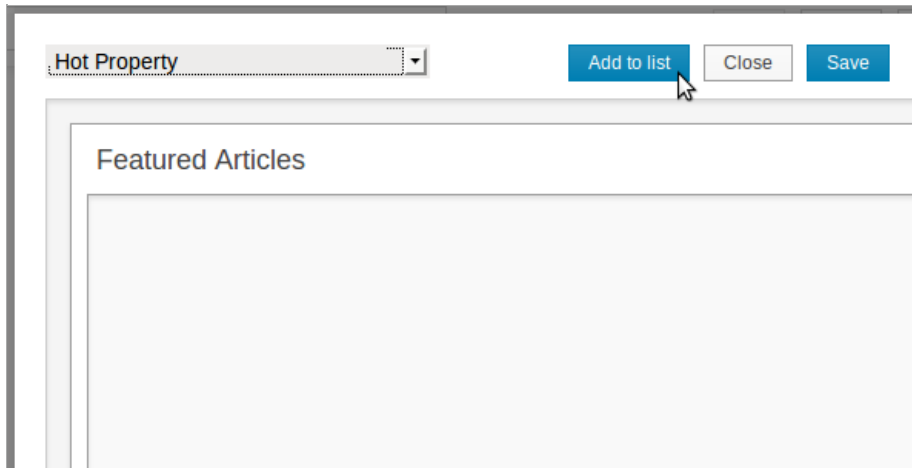 Hot Property
Add to list
Close
Save
Featured Articles